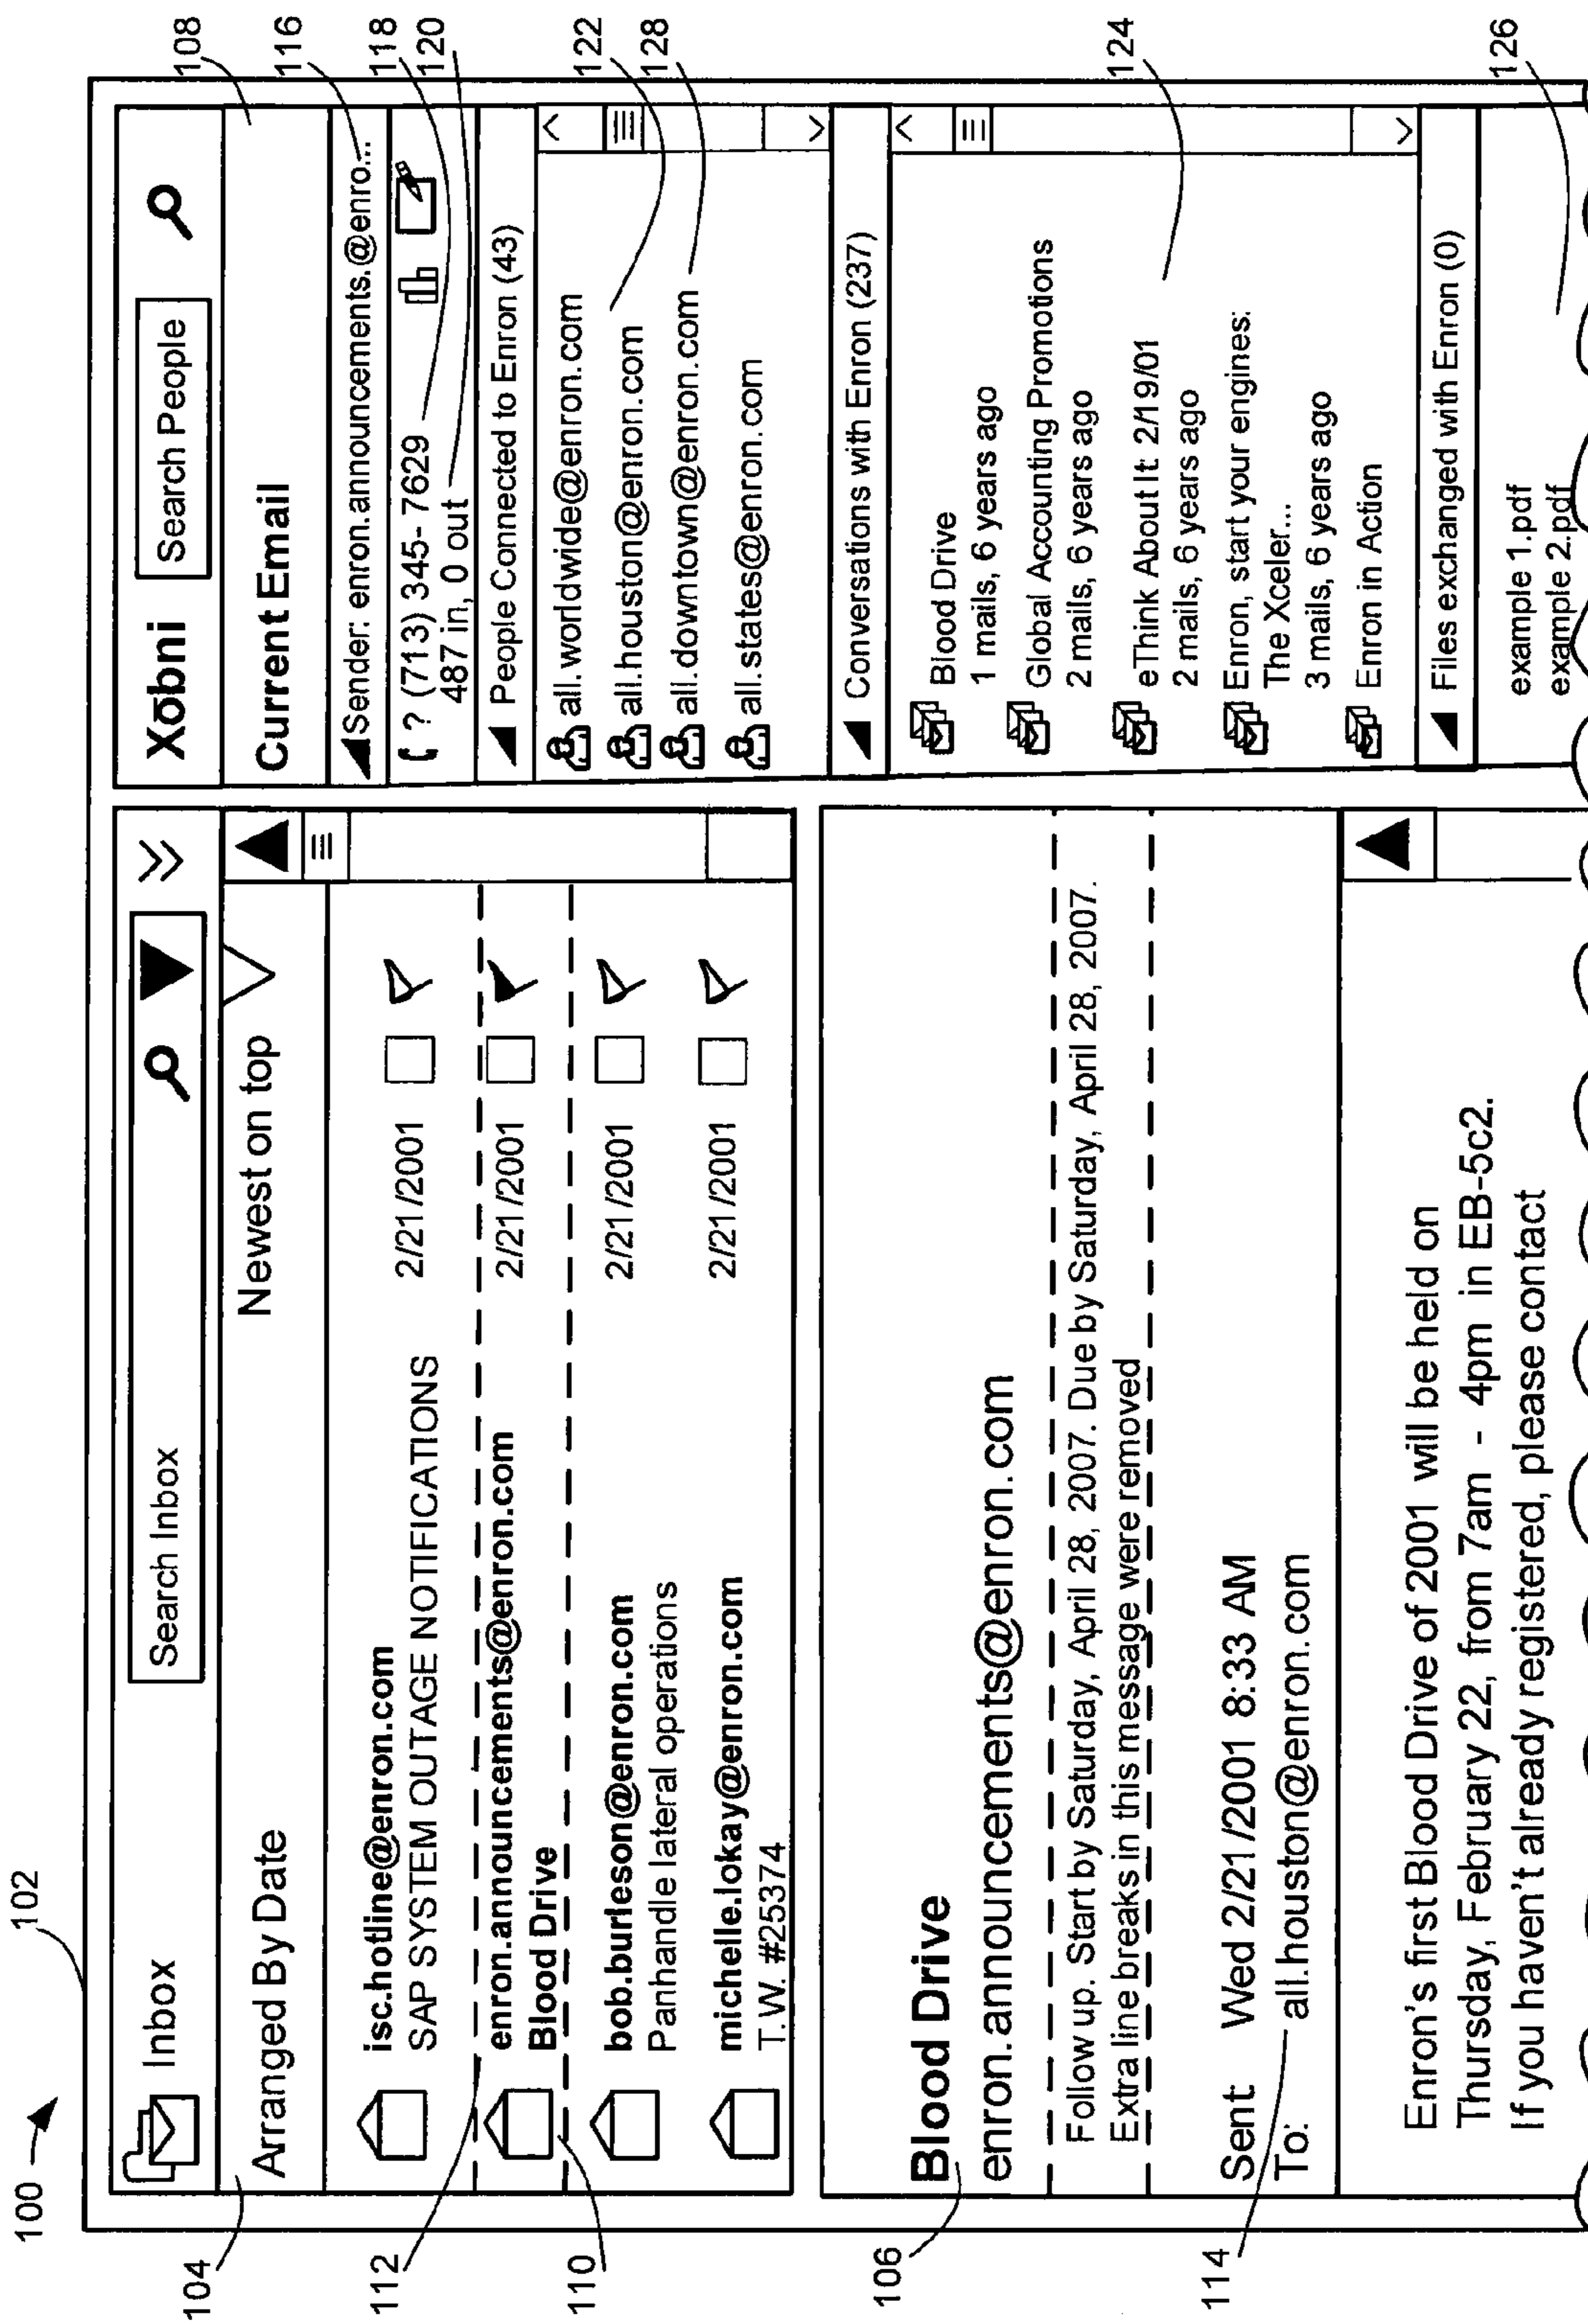 100
102
104
Inbox
Search Inbox
Arranged By Date
Newest on top
isc.hotline@enron.com
SAP SYSTEM OUTAGE NOTIFICATIONS
2/21/2001
112
enron.announcements@enron.com
Blood Drive
2/21/2001
110
bob.burleson@enron.com
Panhandle lateral operations
2/21/2001
michelle.lokay@enron.com
T.W. #25374
2/21/2001
106
Blood Drive
enron.announcements@enron.com
Follow up. Start by Saturday, April 28, 2007. Due by Saturday, April 28, 2007.
Extra line breaks in this message were removed
Sent Wed 2/21/2001 8:33 AM
To: all.houston@enron.com
114
Enron's first Blood Drive of 2001 will be held on
Thursday, February 22, from 7am - 4pm in EB-5c2.
If you haven't already registered, please contact
Xobni
Search People
108
Current Email
116
Sender: enron.announcements.@enro...
118
? (713) 345- 7629
120
487 in, 0 out
People Connected to Enron (43)
all.worldwide@enron.com
122
all.houston@enron.com
128
all.downtown@enron.com
all.states@enron.com
Conversations with Enron (237)
Blood Drive
1 mails, 6 years ago
Global Accounting Promotions
2 mails, 6 years ago
124
eThink About It: 2/19/01
2 mails, 6 years ago
Enron, start your engines:
The Xceler...
3 mails, 6 years ago
Enron in Action
Files exchanged with Enron (0)
126
example 1.pdf
example 2.pdf